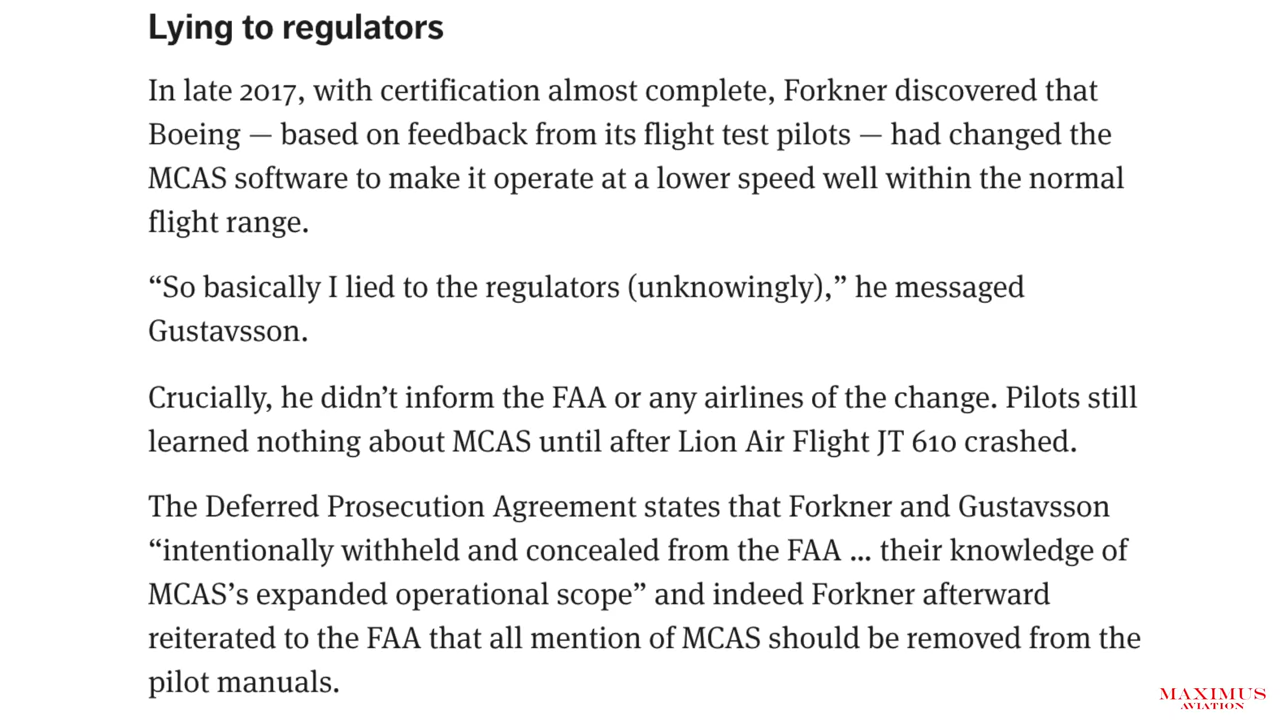 Lying to regulators
In late 2017, with certification almost complete, Forkner discovered that
Boeing — based on feedback from its flight test pilots — had changed the
MCAS software to make it operate at a lower speed well within the normal
flight range.
“So basically I lied to the regulators (unknowingly),” he messaged
Gustavsson.
Crucially, he didn’t inform the FAA or any airlines of the change. Pilots still
learned nothing about MCAS until after Lion Air Flight JT 610 crashed.
The Deferred Prosecution Agreement states that Forkner and Gustavsson
“intentionally withheld and concealed from the FAA ... their knowledge of
MCAS’s expanded operational scope” and indeed Forkner afterward
reiterated to the FAA that all mention of MCAS should be removed from the
pilot manuals.
MAXIMUS
AVIATION